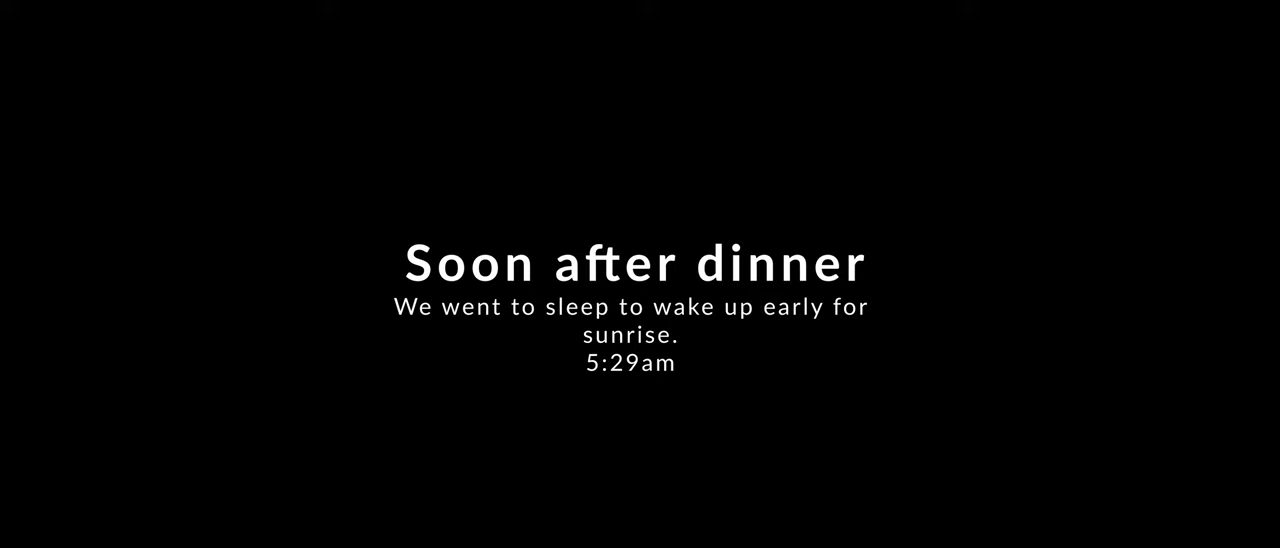 Soon after dinner
We went to sleep to wake up early for
sunrise.
5:29am